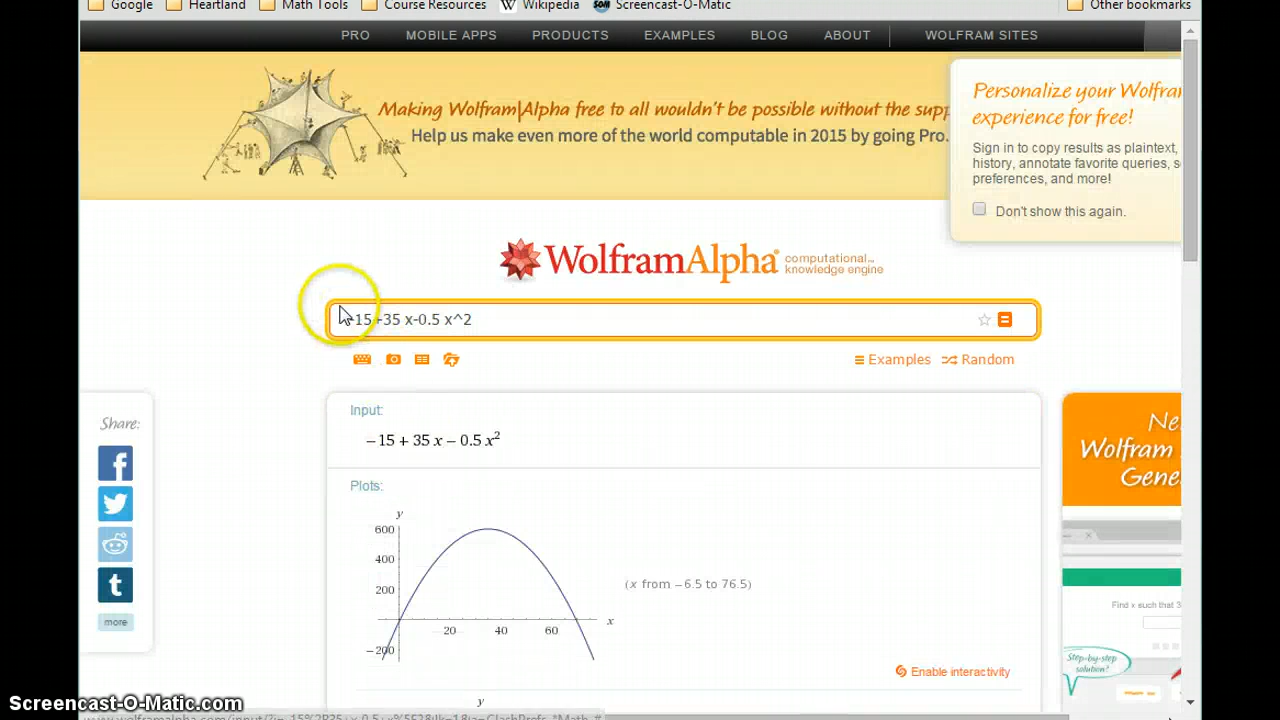 Google Heartland Math Tools Course Resources W Wikipedia SOM Screencast-O-Matic Other bookmarks
PRO MOBILE APPS PRODUCTS EXAMPLES BLOG ABOUT WOLFRAM SITES
Making Wolfram|Alpha free to all wouldn't be possible without the supp
Help us make even more of the world computable in 2015 by going Pro.
Personalize your Wolfran
experience for free!
Sign in to copy results as plaintext,
history, annotate favorite queries, s
preferences, and more!
Don't show this again.
WolframAlpha computational...
knowledge engine
-15+35 x-0.5 x^2
Examples Random
Share:
more
Input:
−15 + 35 x − 0.5 x²
Plots:
y
600
400
200
−200
20 40 60 x
(x from −6.5 to 76.5)
Enable interactivity
y
Ne
Wolfram
Gene
Find x such that 3
Step-by-step
solution?
Screencast-O-Matic.com